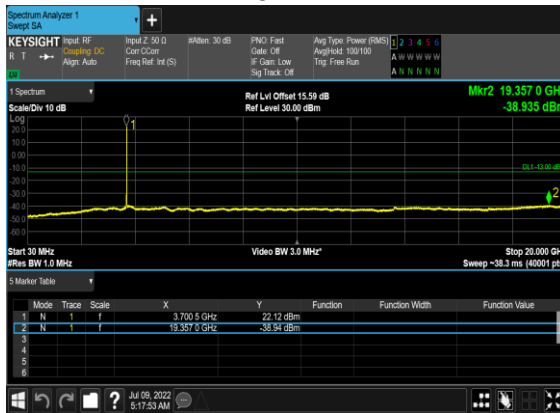 Spectrum Analyzer 1
Swept SA
+
KEYSIGHT Input: RF Input Z: 50 Ω #Atten: 30 dB PNO: Fast Avg Type: Power (RMS) 1 2 3 4 5 6
R T Coupling: DC Corr CCorr Gate: Off Avg|Hold: 100/100 A W W W W W
Align: Auto Freq Ref: Int (S) IF Gain: Low Trig: Free Run
Sig Track: Off A N N N N N
1 Spectrum Ref Lvl Offset 15.59 dB Mkr2 19.357 0 GHz
Scale/Div 10 dB Ref Level 30.00 dBm -38.935 dBm
Log
20.0 1
10.0
0.00
-10.0 DL1 -13.00 dB
-20.0
-30.0
-40.0 2
-50.0
-60.0
Start 30 MHz Video BW 3.0 MHz* Stop 20.000 GH
#Res BW 1.0 MHz Sweep ~38.3 ms (40001 pt
5 Marker Table
Mode Trace Scale X Y Function Function Width Function Value
1 N 1 f 3.700 5 GHz 22.12 dBm
2 N 1 f 19.357 0 GHz -38.94 dBm
3
4
5
6
? Jul 09, 2022
5:17:53 AM